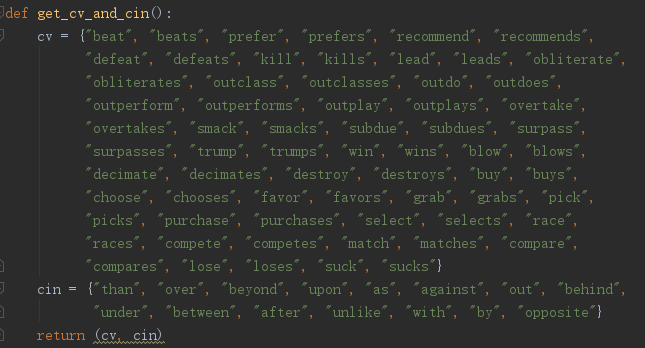 def get_cv_and_cin():
cv = {"beat", "beats", "prefer", "prefers", "recommend", "recommends",
"defeat", "defeats", "kill", "kills", "lead", "leads", "obliterate",
"obliterates", "outclass", "outclasses", "outdo", "outdoes",
"outperform", "outperforms", "outplay", "outplays", "overtake",
"overtakes", "smack", "smacks", "subdue", "subdues", "surpass",
"surpasses", "trump", "trumps", "win", "wins", "blow", "blows",
"decimate", "decimates", "destroy", "destroys", "buy", "buys",
"choose", "chooses", "favor", "favors", "grab", "grabs", "pick",
"picks", "purchase", "purchases", "select", "selects", "race",
"races", "compete", "competes", "match", "matches", "compare",
"compares", "lose", "loses", "suck", "sucks"}
cin = {"than", "over", "beyond", "upon", "as", "against", "out", "behind",
"under", "between", "after", "unlike", "with", "by", "opposite"}
return (cv, cin)